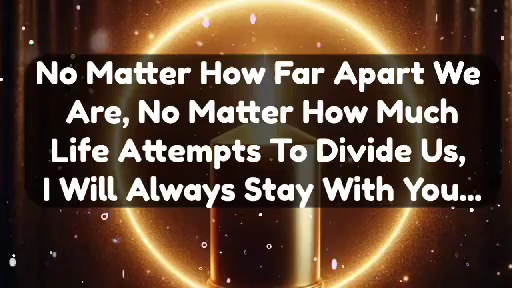 No Matter How Far Apart We
Are, No Matter How Much
Life Attempts To Divide Us,
I Will Always Stay With You...